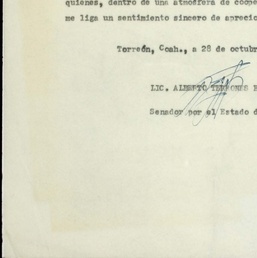 quienes, dentro de una atmósfera de coope
me liga un sentimiento sincero de aprecio
Torreón, Coah., a 28 de octubr
LIC. ALBERTO TERRONES B
Senador por el Estado d